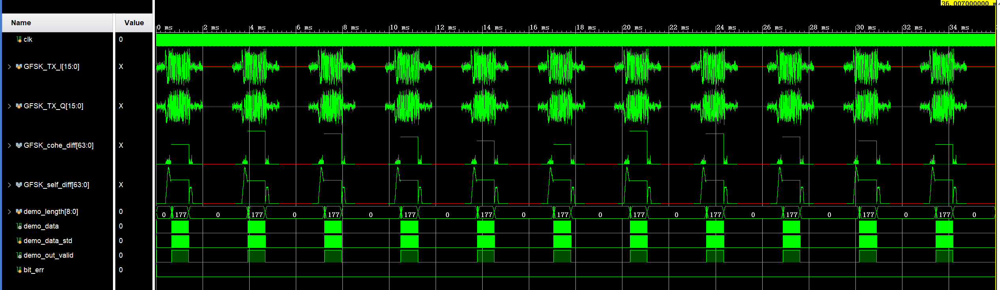 36.007000000 m
Name Value
0 ms 2 ms 4 ms 6 ms 8 ms 10 ms 12 ms 14 ms 16 ms 18 ms 20 ms 22 ms 24 ms 26 ms 28 ms 30 ms 32 ms 34 ms
clk 0
GFSK_TX_I[15:0] X
GFSK_TX_Q[15:0] X
GFSK_cohe_diff[63:0] X
GFSK_self_diff[63:0] X
demo_length[8:0] 0 0 177 0 177 0 177 0 177 0 177 0 177 0 177 0 177 0 177 0 177 0 177 0
demo_data 0
demo_data_std 0
demo_out_valid 0
bit_err 0